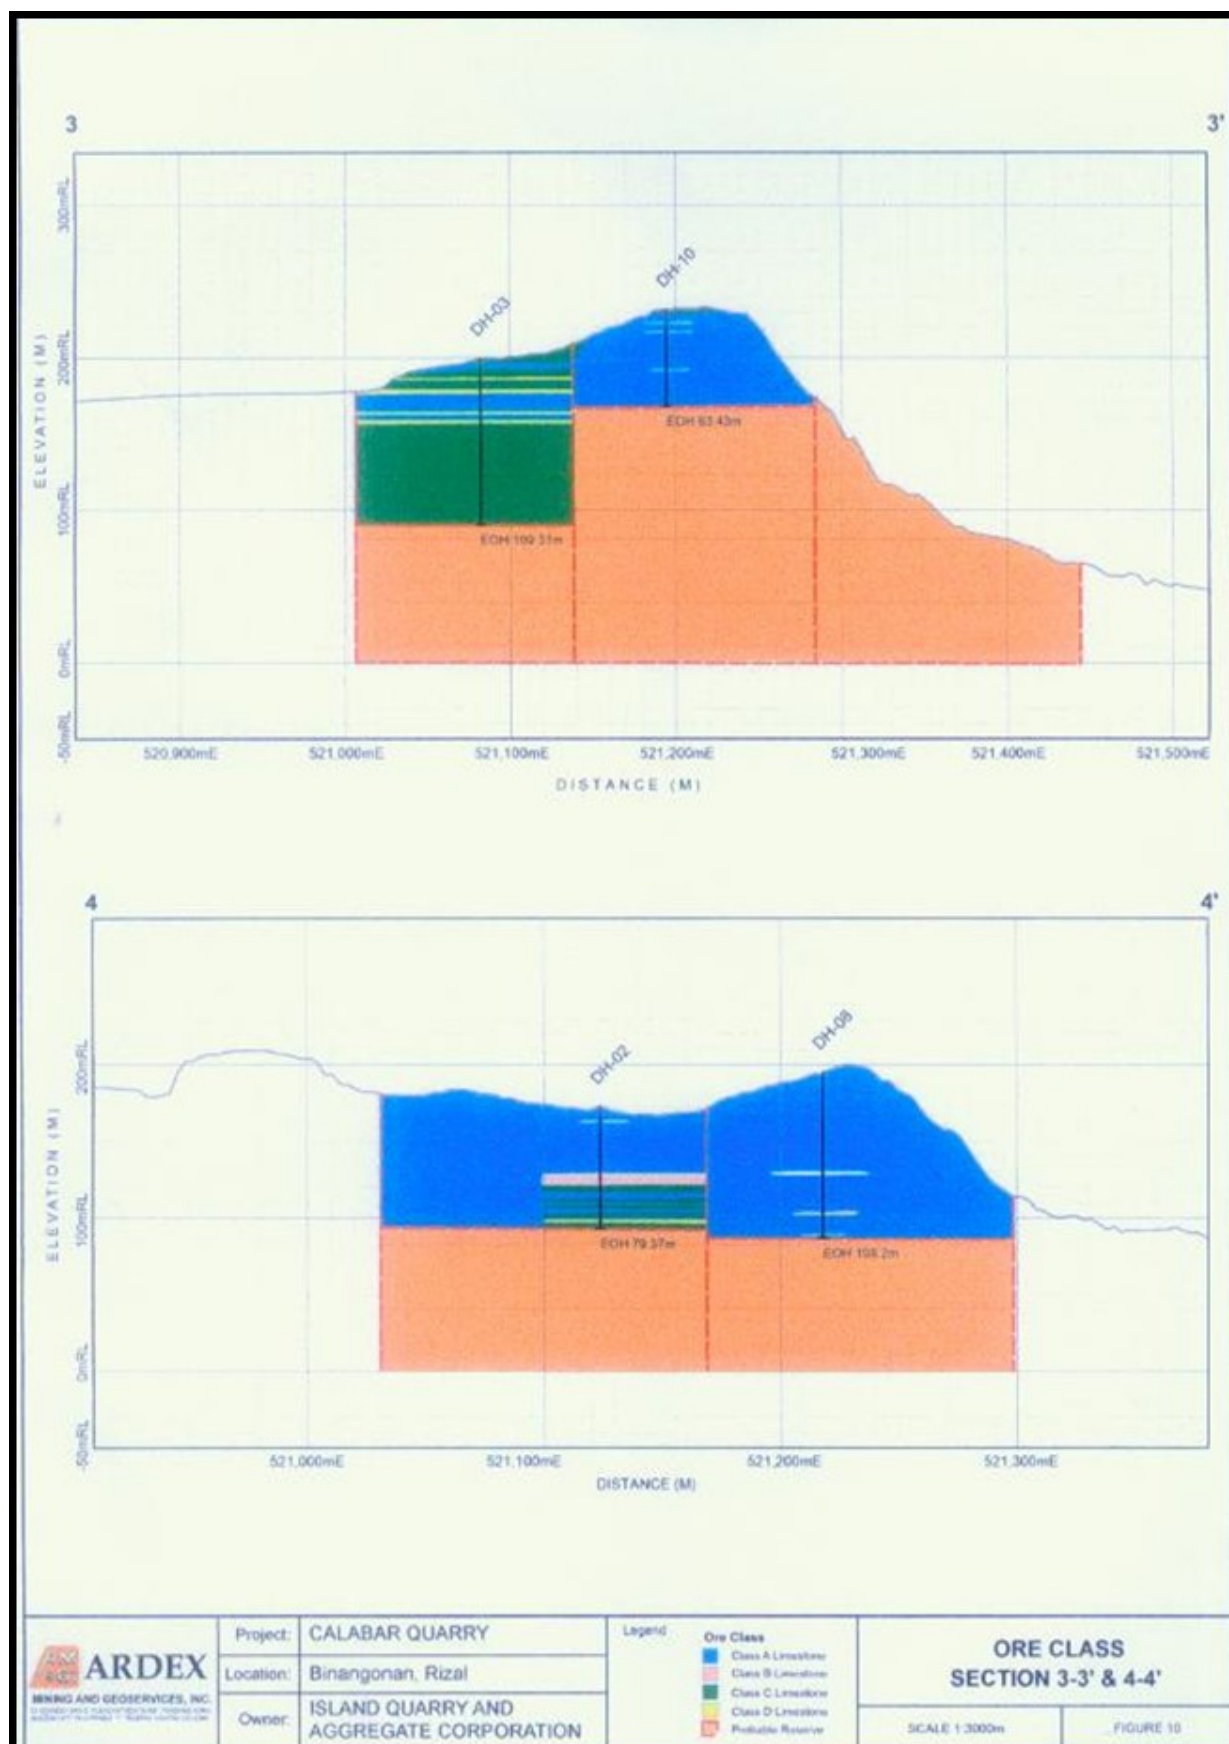 3
3'
300mRL
200mRL
100mRL
0mRL
-50mRL
ELEVATION (M)
DH-03
DH-10
EOH 63.43m
EOH 109.31m
520,900mE
521,000mE
521,100mE
521,200mE
521,300mE
521,400mE
521,500mE
DISTANCE (M)
4
4'
200mRL
100mRL
0mRL
-50mRL
ELEVATION (M)
DH-02
DH-08
EOH 79.37m
EOH 108.2m
521,000mE
521,100mE
521,200mE
521,300mE
DISTANCE (M)
ARDEX
MINING AND GEOSERVICES, INC.
Project: CALABAR QUARRY
Location: Binangonan, Rizal
Owner: ISLAND QUARRY AND
AGGREGATE CORPORATION
Legend
Ore Class
Class A Limestone
Class B Limestone
Class C Limestone
Class D Limestone
Probable Reserve
ORE CLASS
SECTION 3-3' & 4-4'
SCALE 1:3000m
FIGURE 10